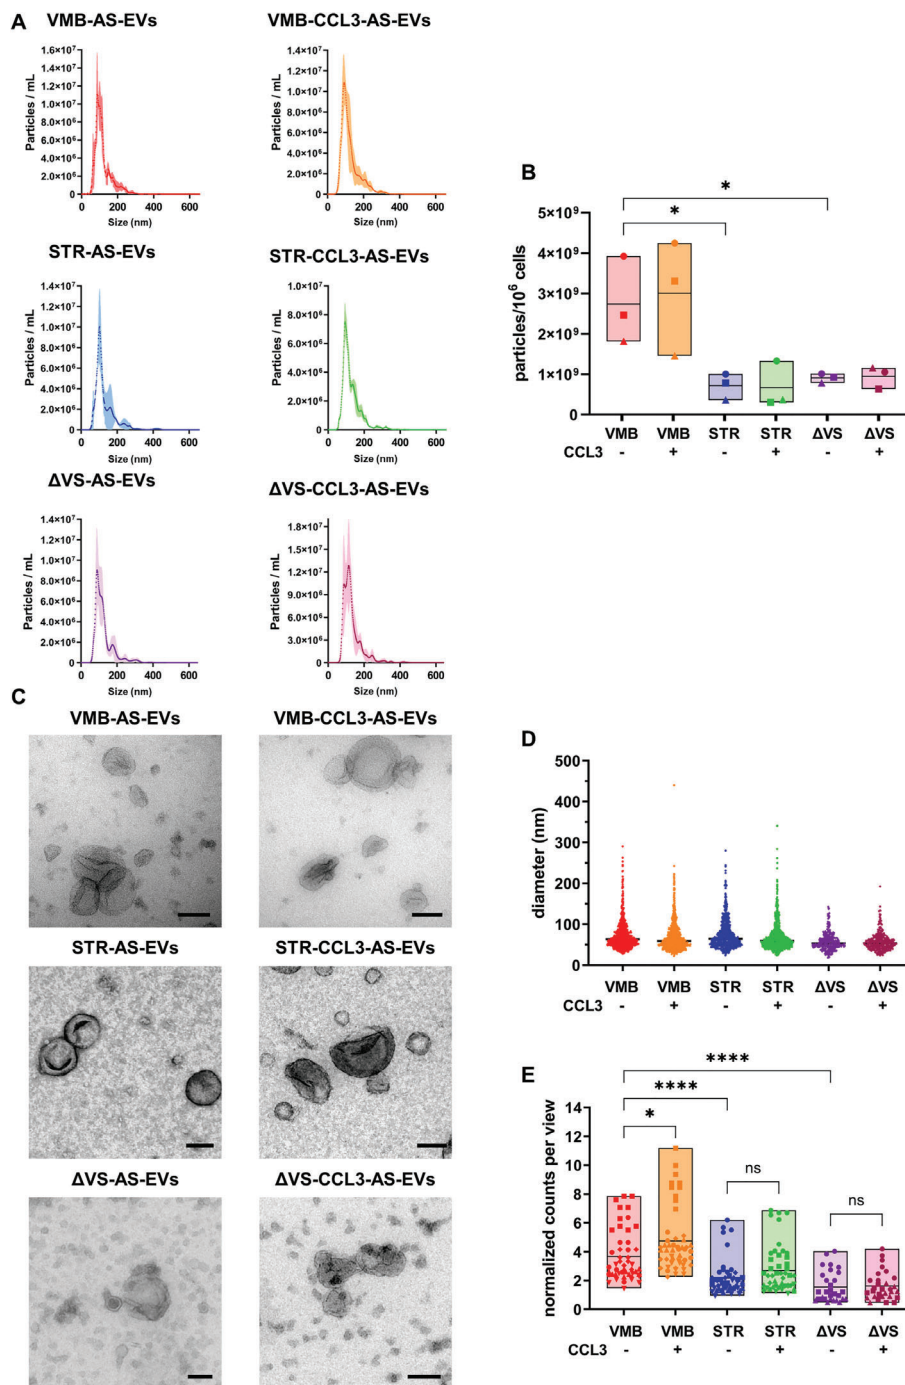 A
VMB-AS-EVs
Particles / mL
1.6×10⁷
1.4×10⁷
1.2×10⁷
1.0×10⁷
8.0×10⁶
6.0×10⁶
4.0×10⁶
2.0×10⁶
0
0 200 400 600
Size (nm)
VMB-CCL3-AS-EVs
Particles / mL
1.4×10⁷
1.2×10⁷
1.0×10⁷
8.0×10⁶
6.0×10⁶
4.0×10⁶
2.0×10⁶
0
0 200 400 600
Size (nm)
STR-AS-EVs
Particles / mL
1.4×10⁷
1.2×10⁷
1.0×10⁷
8.0×10⁶
6.0×10⁶
4.0×10⁶
2.0×10⁶
0
0 200 400 600
Size (nm)
STR-CCL3-AS-EVs
Particles / mL
1.0×10⁷
8.0×10⁶
6.0×10⁶
4.0×10⁶
2.0×10⁶
0
0 200 400 600
Size (nm)
ΔVS-AS-EVs
Particles / mL
1.4×10⁷
1.2×10⁷
1.0×10⁷
8.0×10⁶
6.0×10⁶
4.0×10⁶
2.0×10⁶
0
0 200 400 600
Size (nm)
ΔVS-CCL3-AS-EVs
Particles / mL
1.8×10⁷
1.5×10⁷
1.2×10⁷
9.0×10⁶
6.0×10⁶
3.0×10⁶
0
0 200 400 600
Size (nm)
B
particles/10⁶ cells
5×10⁹
4×10⁹
3×10⁹
2×10⁹
1×10⁹
0
*
*
VMB VMB STR STR ΔVS ΔVS
CCL3 - + - + - +
C
VMB-AS-EVs
VMB-CCL3-AS-EVs
STR-AS-EVs
STR-CCL3-AS-EVs
ΔVS-AS-EVs
ΔVS-CCL3-AS-EVs
D
diameter (nm)
500
400
300
200
100
0
VMB VMB STR STR ΔVS ΔVS
CCL3 - + - + - +
E
normalized counts per view
14
12
10
8
6
4
2
0
****
****
*
ns
ns
VMB VMB STR STR ΔVS ΔVS
CCL3 - + - + - +